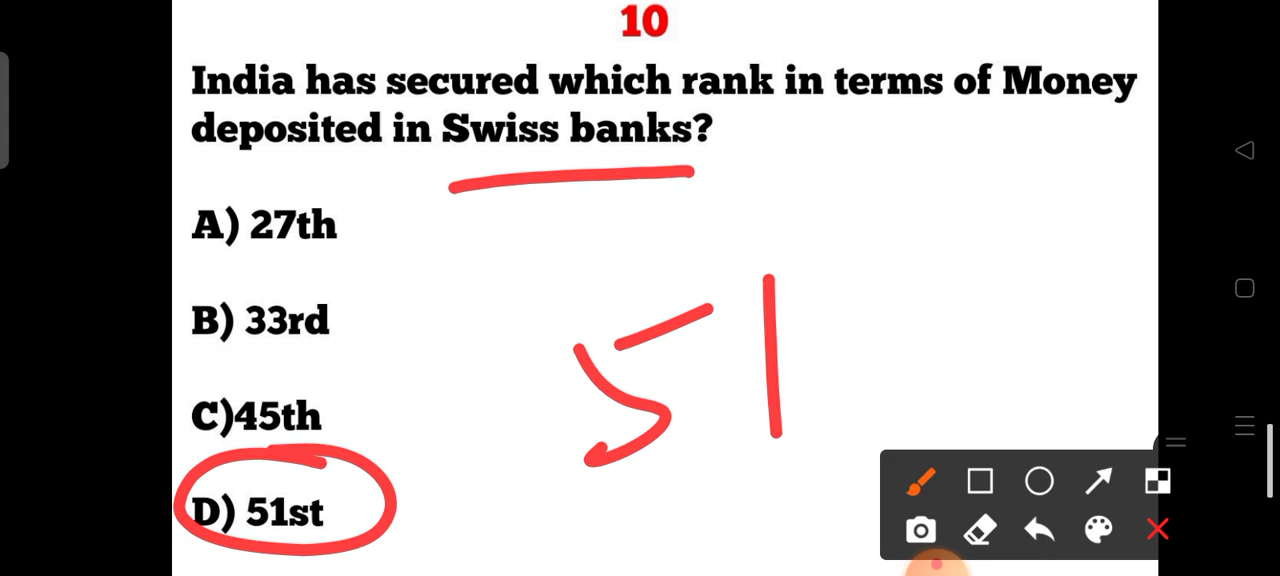 10
India has secured which rank in terms of Money
deposited in Swiss banks?
A) 27th
B) 33rd
51
C)45th
D) 51st